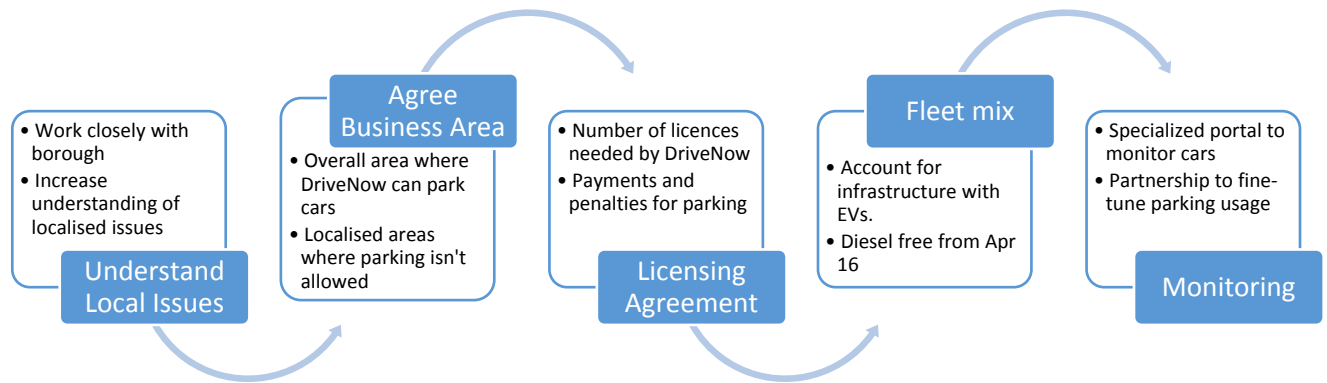 • Work closely with
borough
• Increase
understanding of
localised issues
Understand
Local Issues
Agree
Business Area
• Overall area where
DriveNow can park
cars
• Localised areas
where parking isn't
allowed
• Number of licences
needed by DriveNow
• Payments and
penalties for parking
Licensing
Agreement
Fleet mix
• Account for
infrastructure with
EVs.
• Diesel free from Apr
16
• Specialized portal to
monitor cars
• Partnership to fine-
tune parking usage
Monitoring